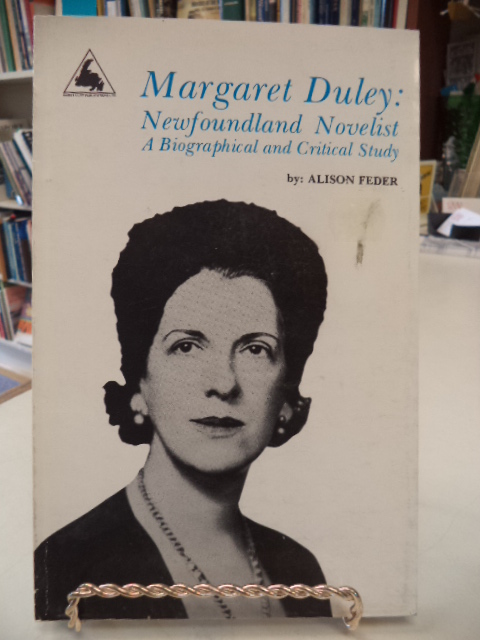 Margaret Duley:
Newfoundland Novelist
A Biographical and Critical Study
by: ALISON FEDER